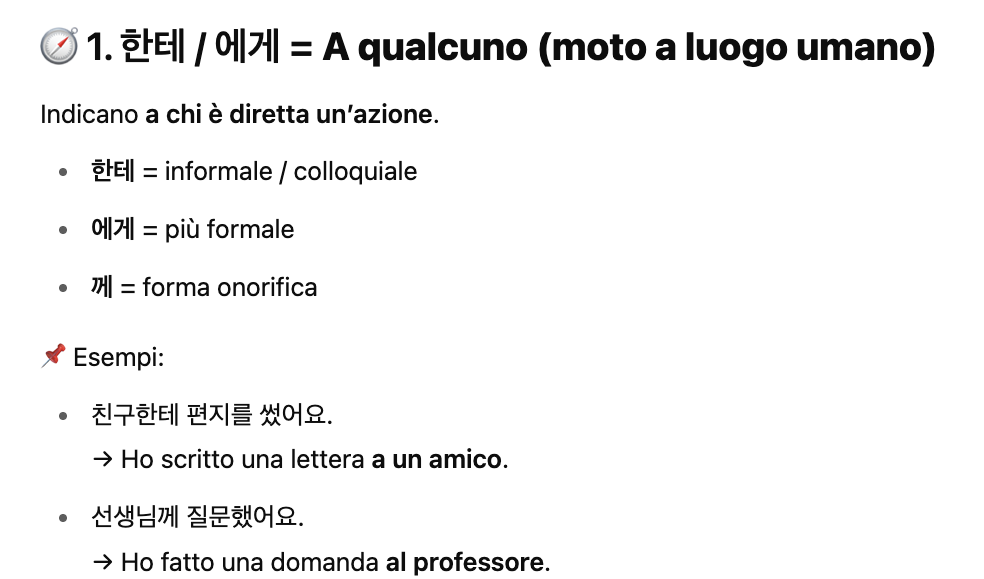 🧭 1. 한테 / 에게 = A qualcuno (moto a luogo umano)
Indicano a chi è diretta un’azione.
• 한테 = informale / colloquiale
• 에게 = più formale
• 께 = forma onorifica
📌 Esempi:
• 친구한테 편지를 썼어요.
→ Ho scritto una lettera a un amico.
• 선생님께 질문했어요.
→ Ho fatto una domanda al professore.